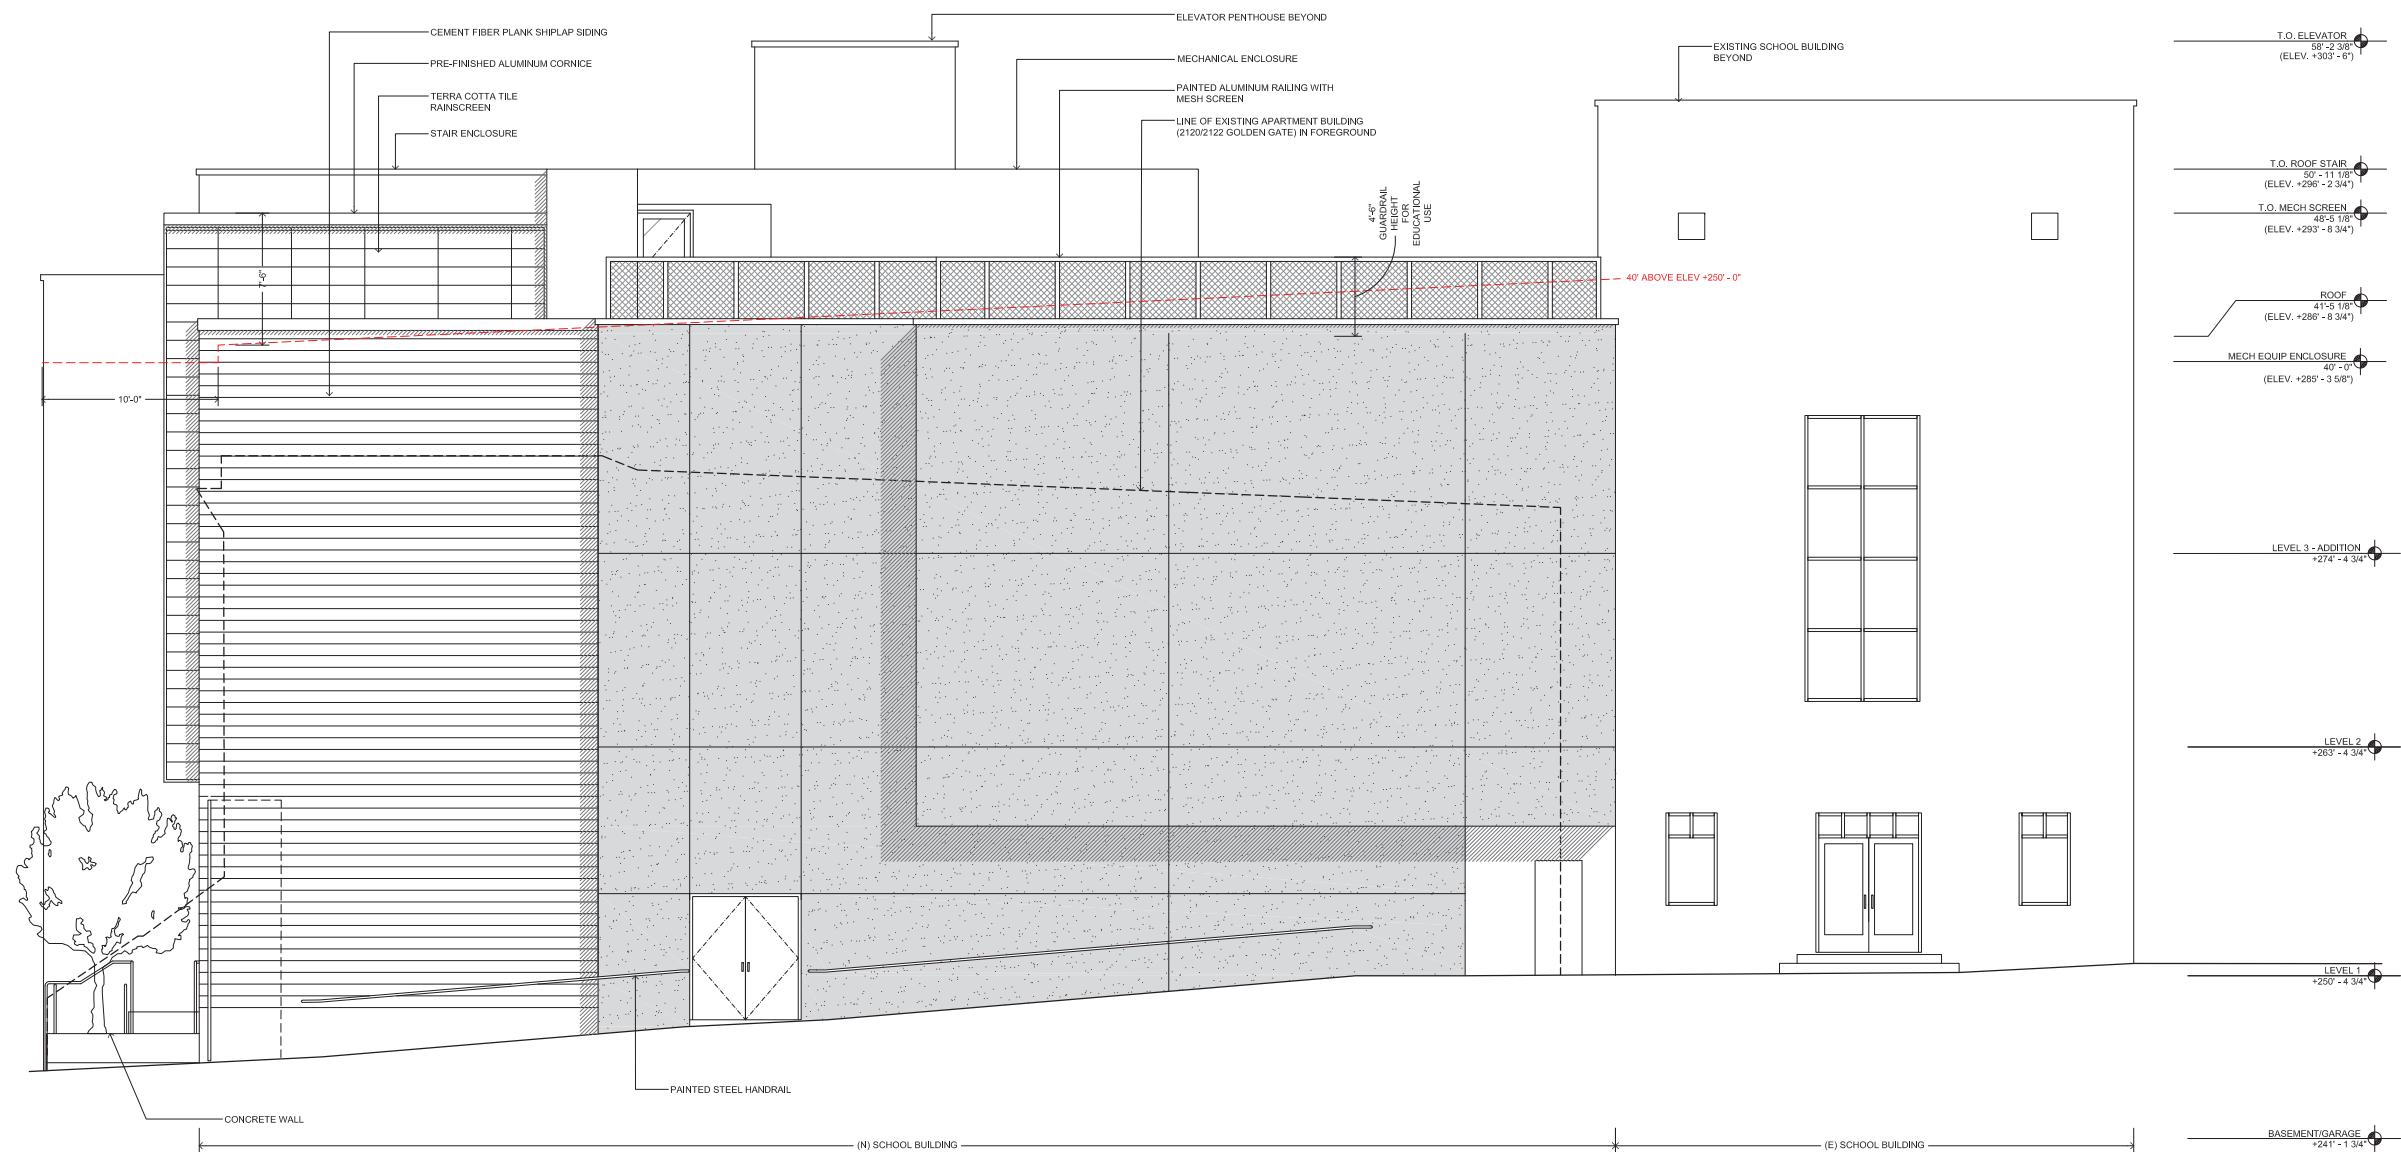 ELEVATOR PENTHOUSE BEYOND
CEMENT FIBER PLANK SHIPLAP SIDING
PRE-FINISHED ALUMINUM CORNICE
TERRA COTTA TILE
RAINSCREEN
STAIR ENCLOSURE
MECHANICAL ENCLOSURE
PAINTED ALUMINUM RAILING WITH
MESH SCREEN
LINE OF EXISTING APARTMENT BUILDING
(2120/2122 GOLDEN GATE) IN FOREGROUND
EXISTING SCHOOL BUILDING
BEYOND
4'-6"
GUARDRAIL
HEIGHT
FOR
EDUCATIONAL
USE
7'-6"
40' ABOVE ELEV +250' - 0"
10'-0"
T.O. ELEVATOR
58' -2 3/8"
(ELEV. +303' - 6")
T.O. ROOF STAIR
50' - 11 1/8"
(ELEV. +296' - 2 3/4")
T.O. MECH SCREEN
48'-5 1/8"
(ELEV. +293' - 8 3/4")
ROOF
41'-5 1/8"
(ELEV. +286' - 8 3/4")
MECH EQUIP ENCLOSURE
40' - 0"
(ELEV. +285' - 3 5/8")
LEVEL 3 - ADDITION
+274' - 4 3/4"
LEVEL 2
+263' - 4 3/4"
LEVEL 1
+250' - 4 3/4"
BASEMENT/GARAGE
+241' - 1 3/4"
PAINTED STEEL HANDRAIL
CONCRETE WALL
(N) SCHOOL BUILDING
(E) SCHOOL BUILDING